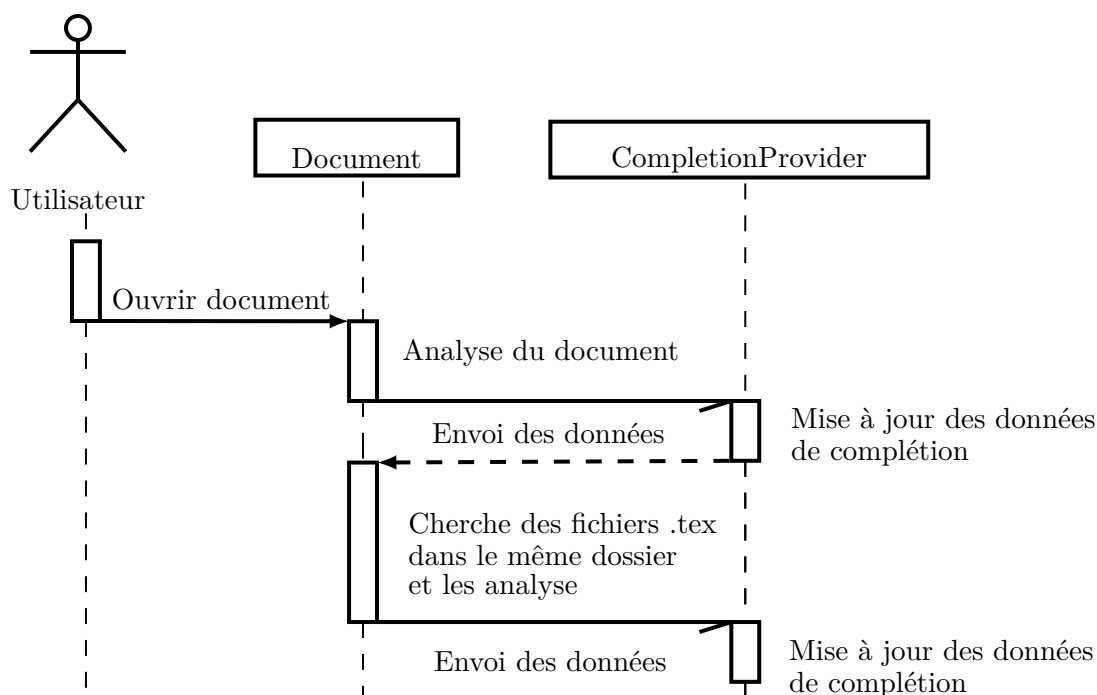 Document
CompletionProvider
Utilisateur
Ouvrir document
Analyse du document
Envoi des données
Mise à jour des données
de complétion
Cherche des fichiers .tex
dans le même dossier
et les analyse
Envoi des données
Mise à jour des données
de complétion